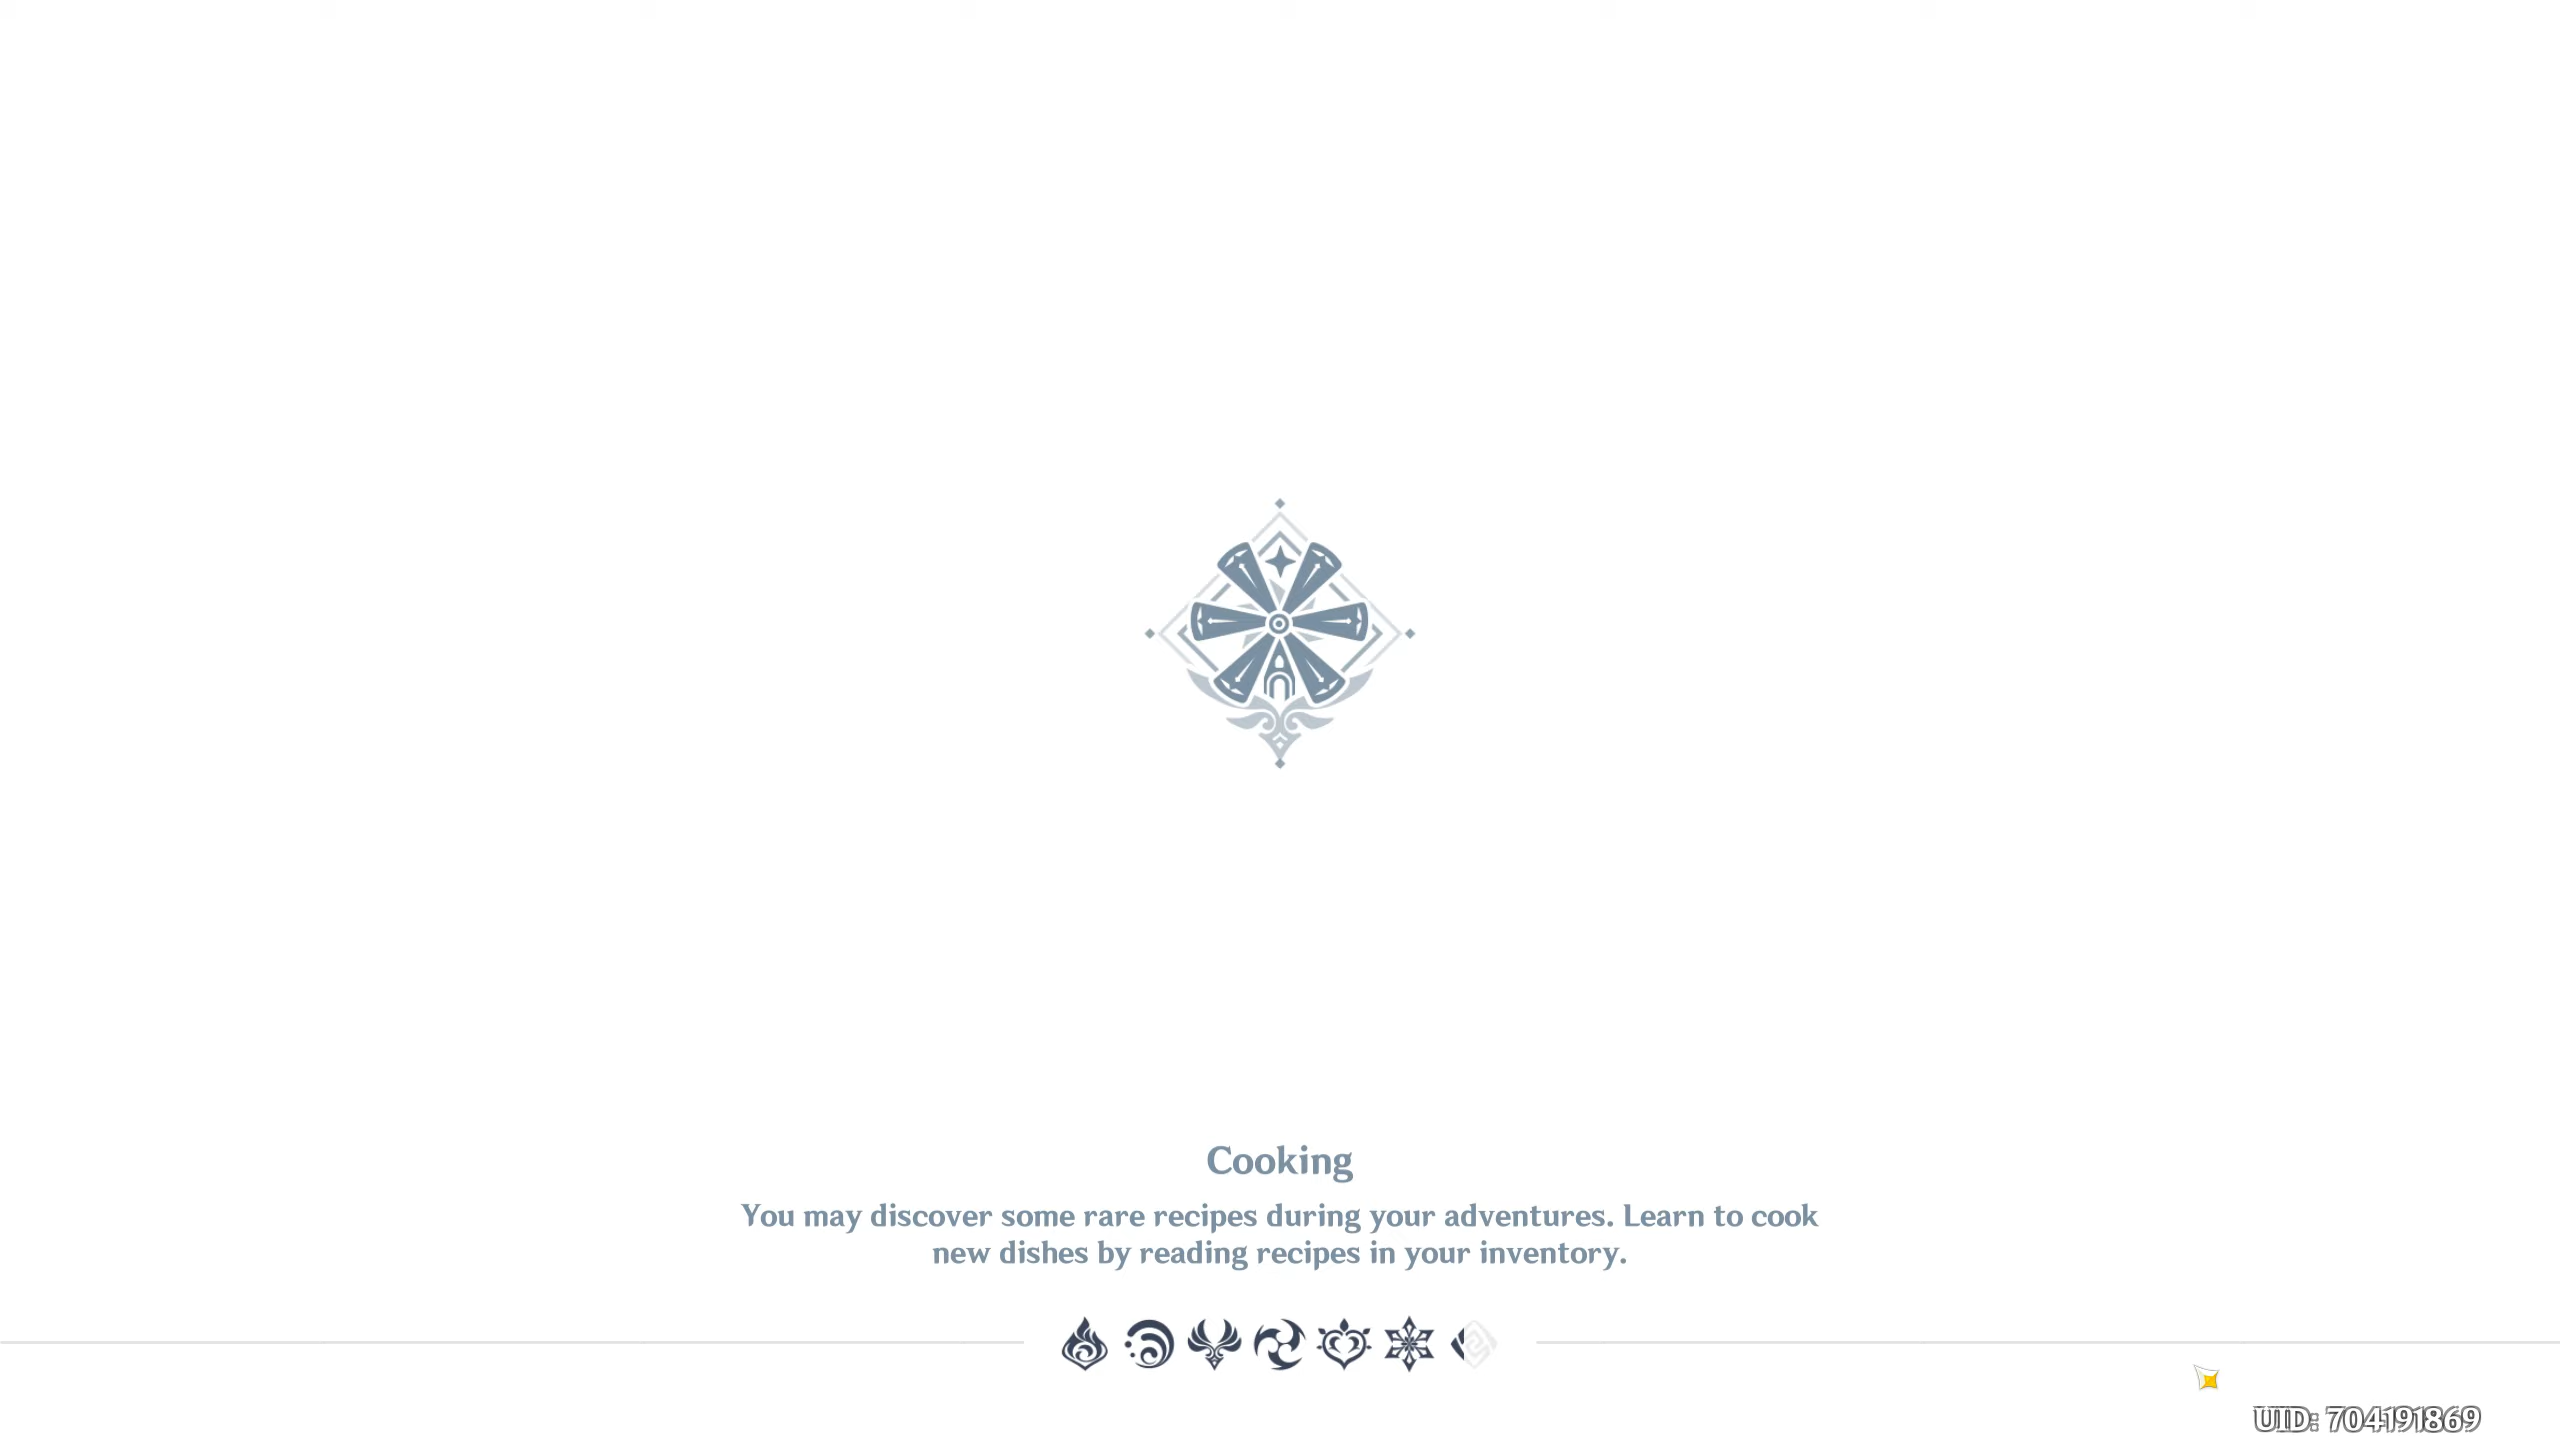 Cooking
You may discover some rare recipes during your adventures. Learn to cook
new dishes by reading recipes in your inventory.
UID: 704191869